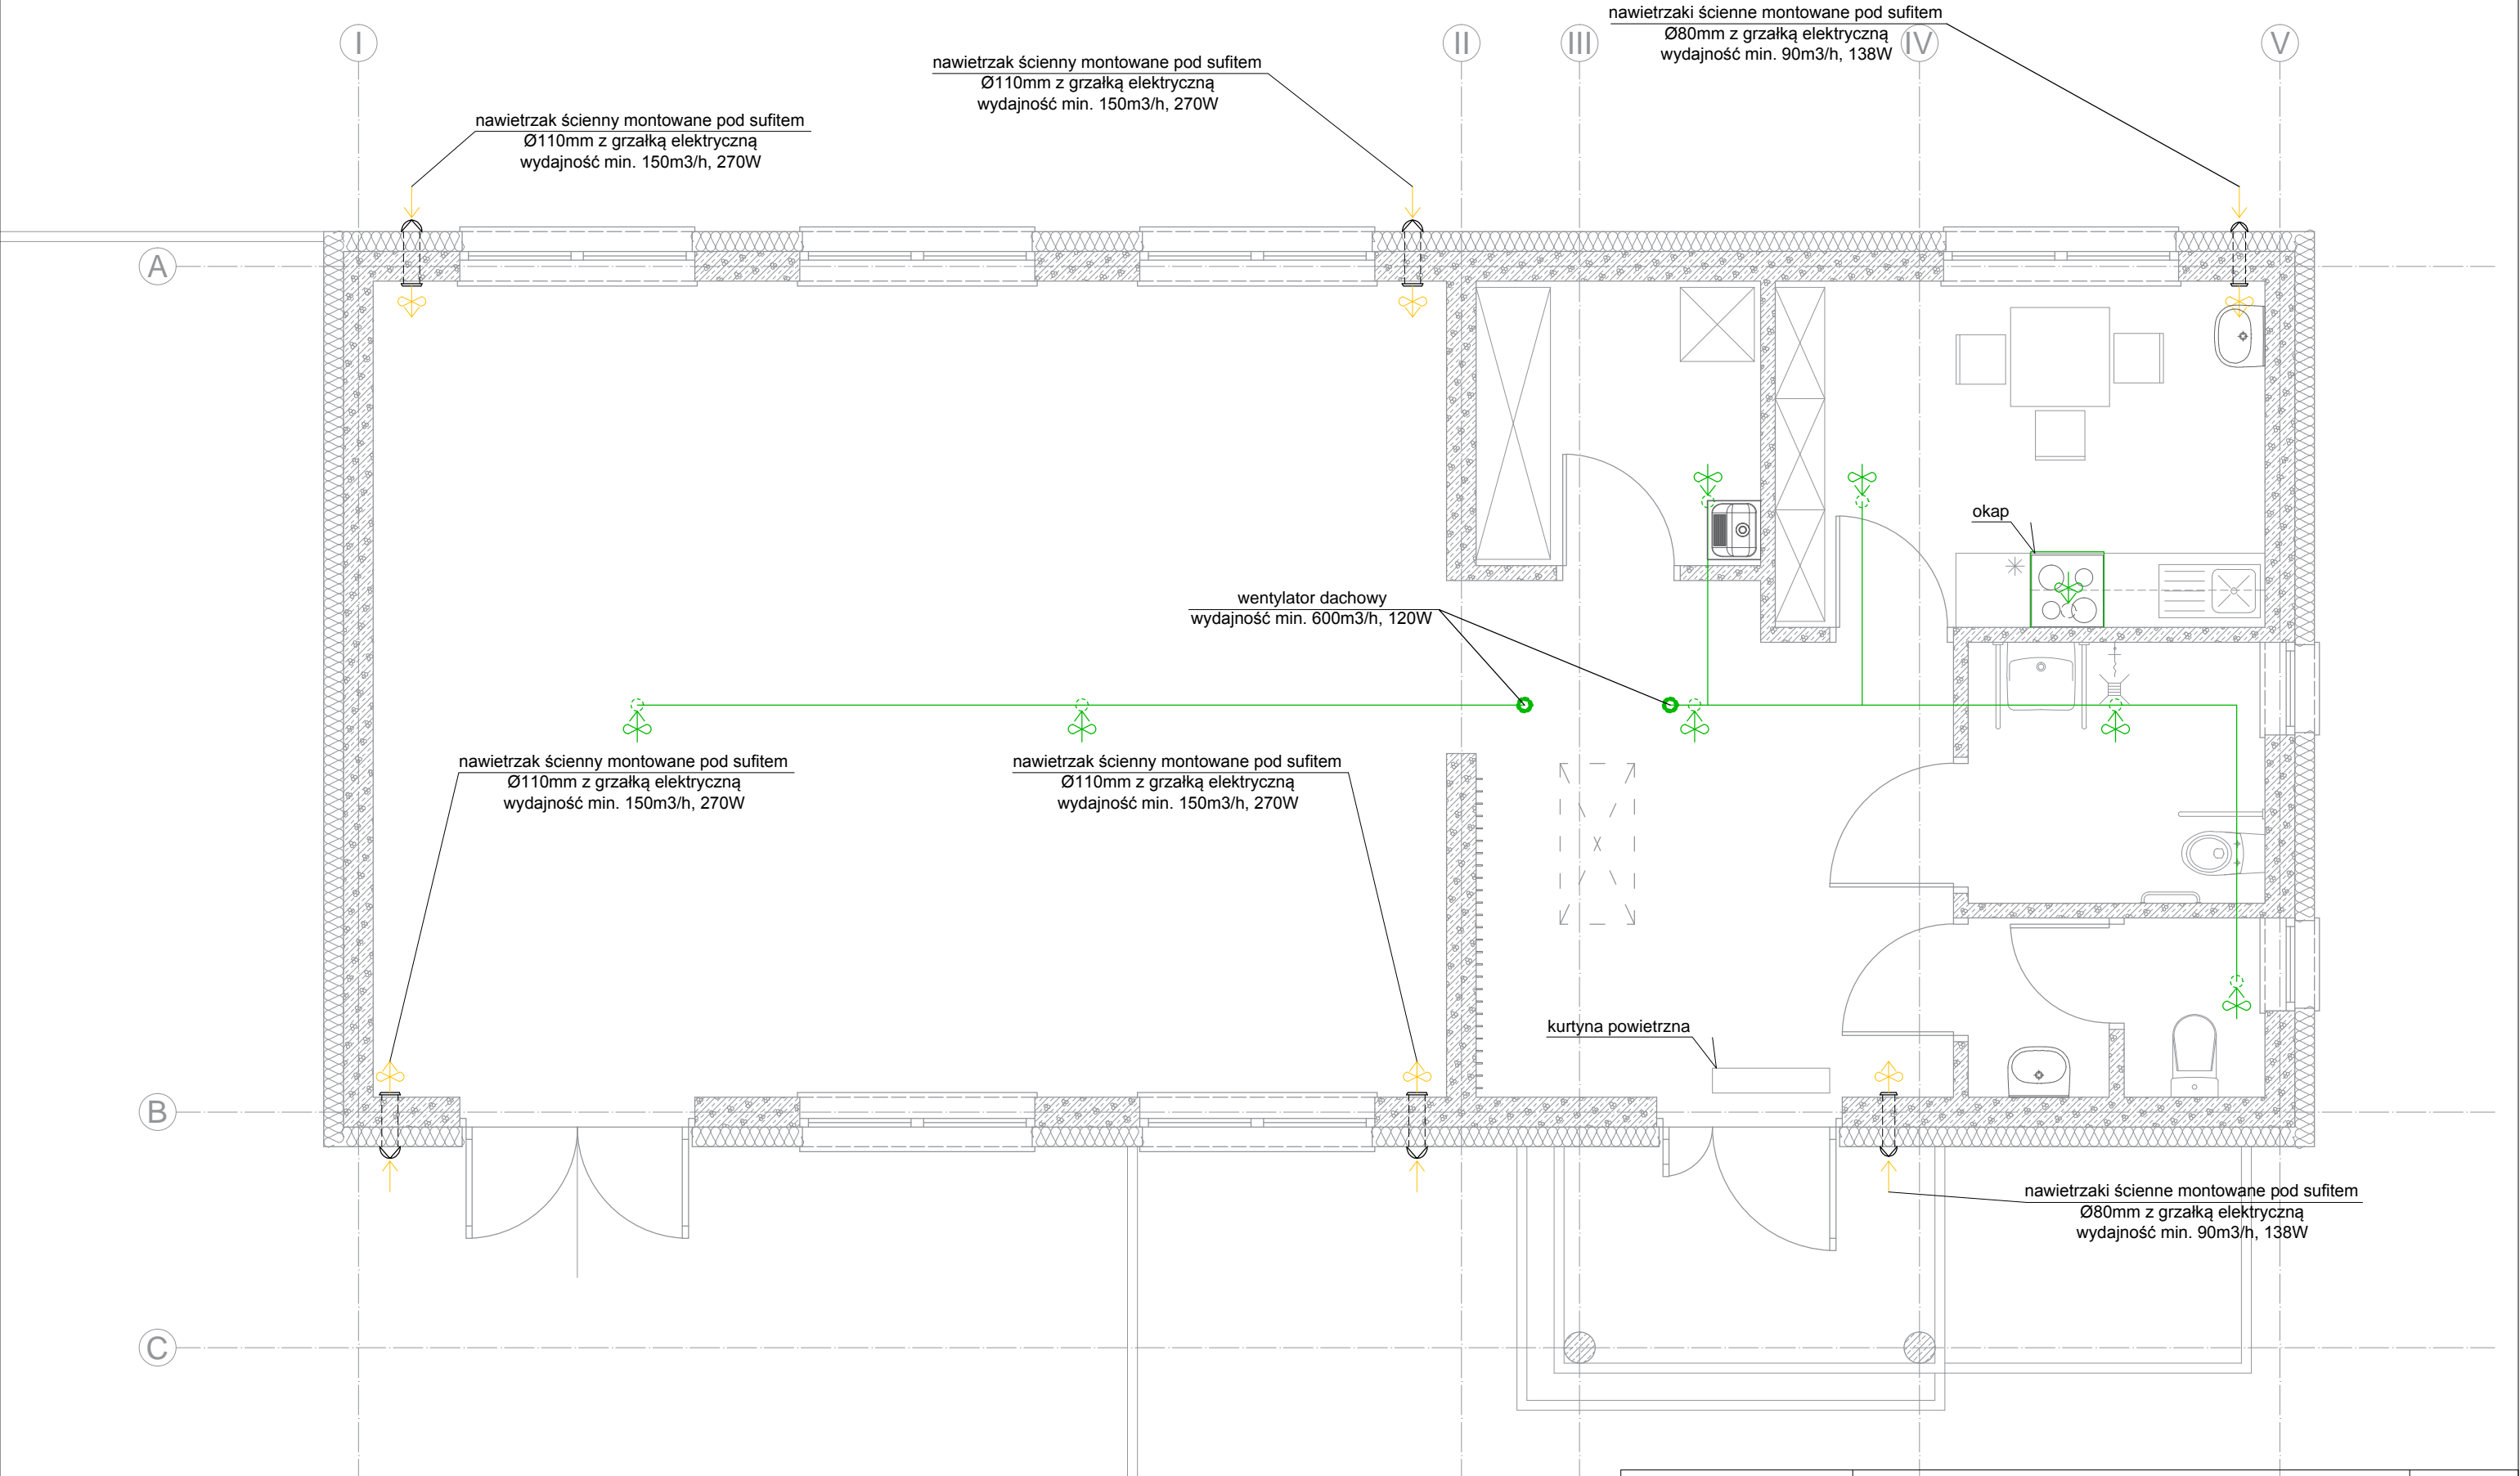 nawietrzaki ścienne montowane pod sufitem
Ø80mm z grzałką elektryczną
wydajność min. 90m3/h, 138W
I
II
III
IV
V
nawietrzak ścienny montowane pod sufitem
Ø110mm z grzałką elektryczną
wydajność min. 150m3/h, 270W
nawietrzak ścienny montowane pod sufitem
Ø110mm z grzałką elektryczną
wydajność min. 150m3/h, 270W
A
okap
wentylator dachowy
wydajność min. 600m3/h, 120W
nawietrzak ścienny montowane pod sufitem
Ø110mm z grzałką elektryczną
wydajność min. 150m3/h, 270W
nawietrzak ścienny montowane pod sufitem
Ø110mm z grzałką elektryczną
wydajność min. 150m3/h, 270W
kurtyna powietrzna
B
nawietrzaki ścienne montowane pod sufitem
Ø80mm z grzałką elektryczną
wydajność min. 90m3/h, 138W
C